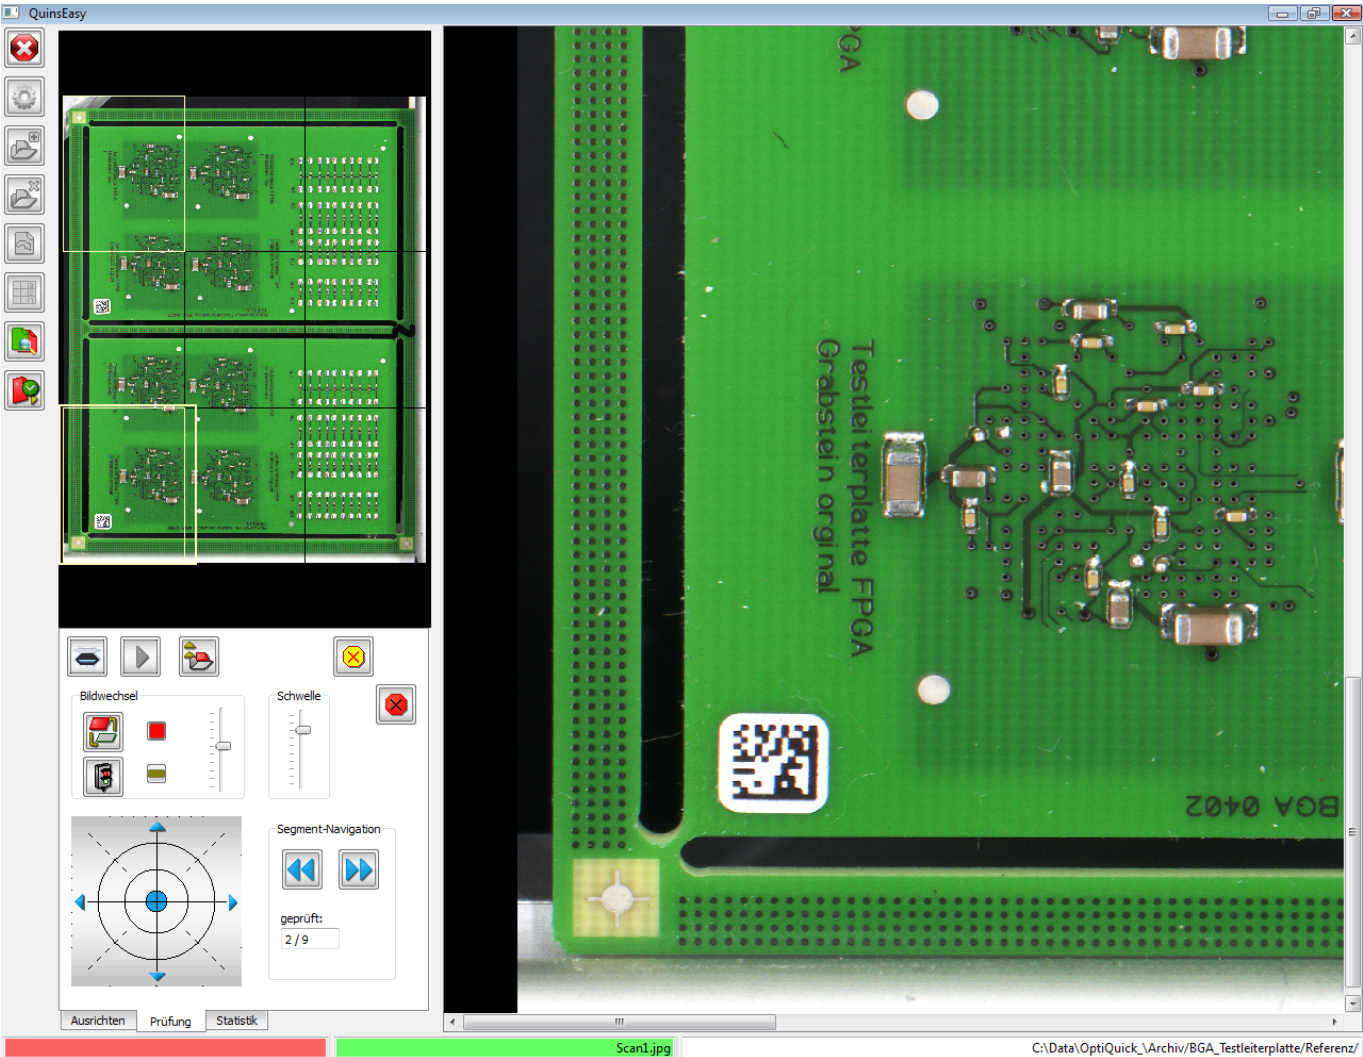 QuinsEasy
PGA
Testleiterplatte FPGA
Grabstein orginal
BGA 0402
Bildwechsel
Schwelle
Segment-Navigation
geprüft:
2 / 9
Ausrichten
Prüfung
Statistik
Scan1.jpg
C:\Data\OptiQuick_\Archiv/BGA_Testleiterplatte/Referenz/